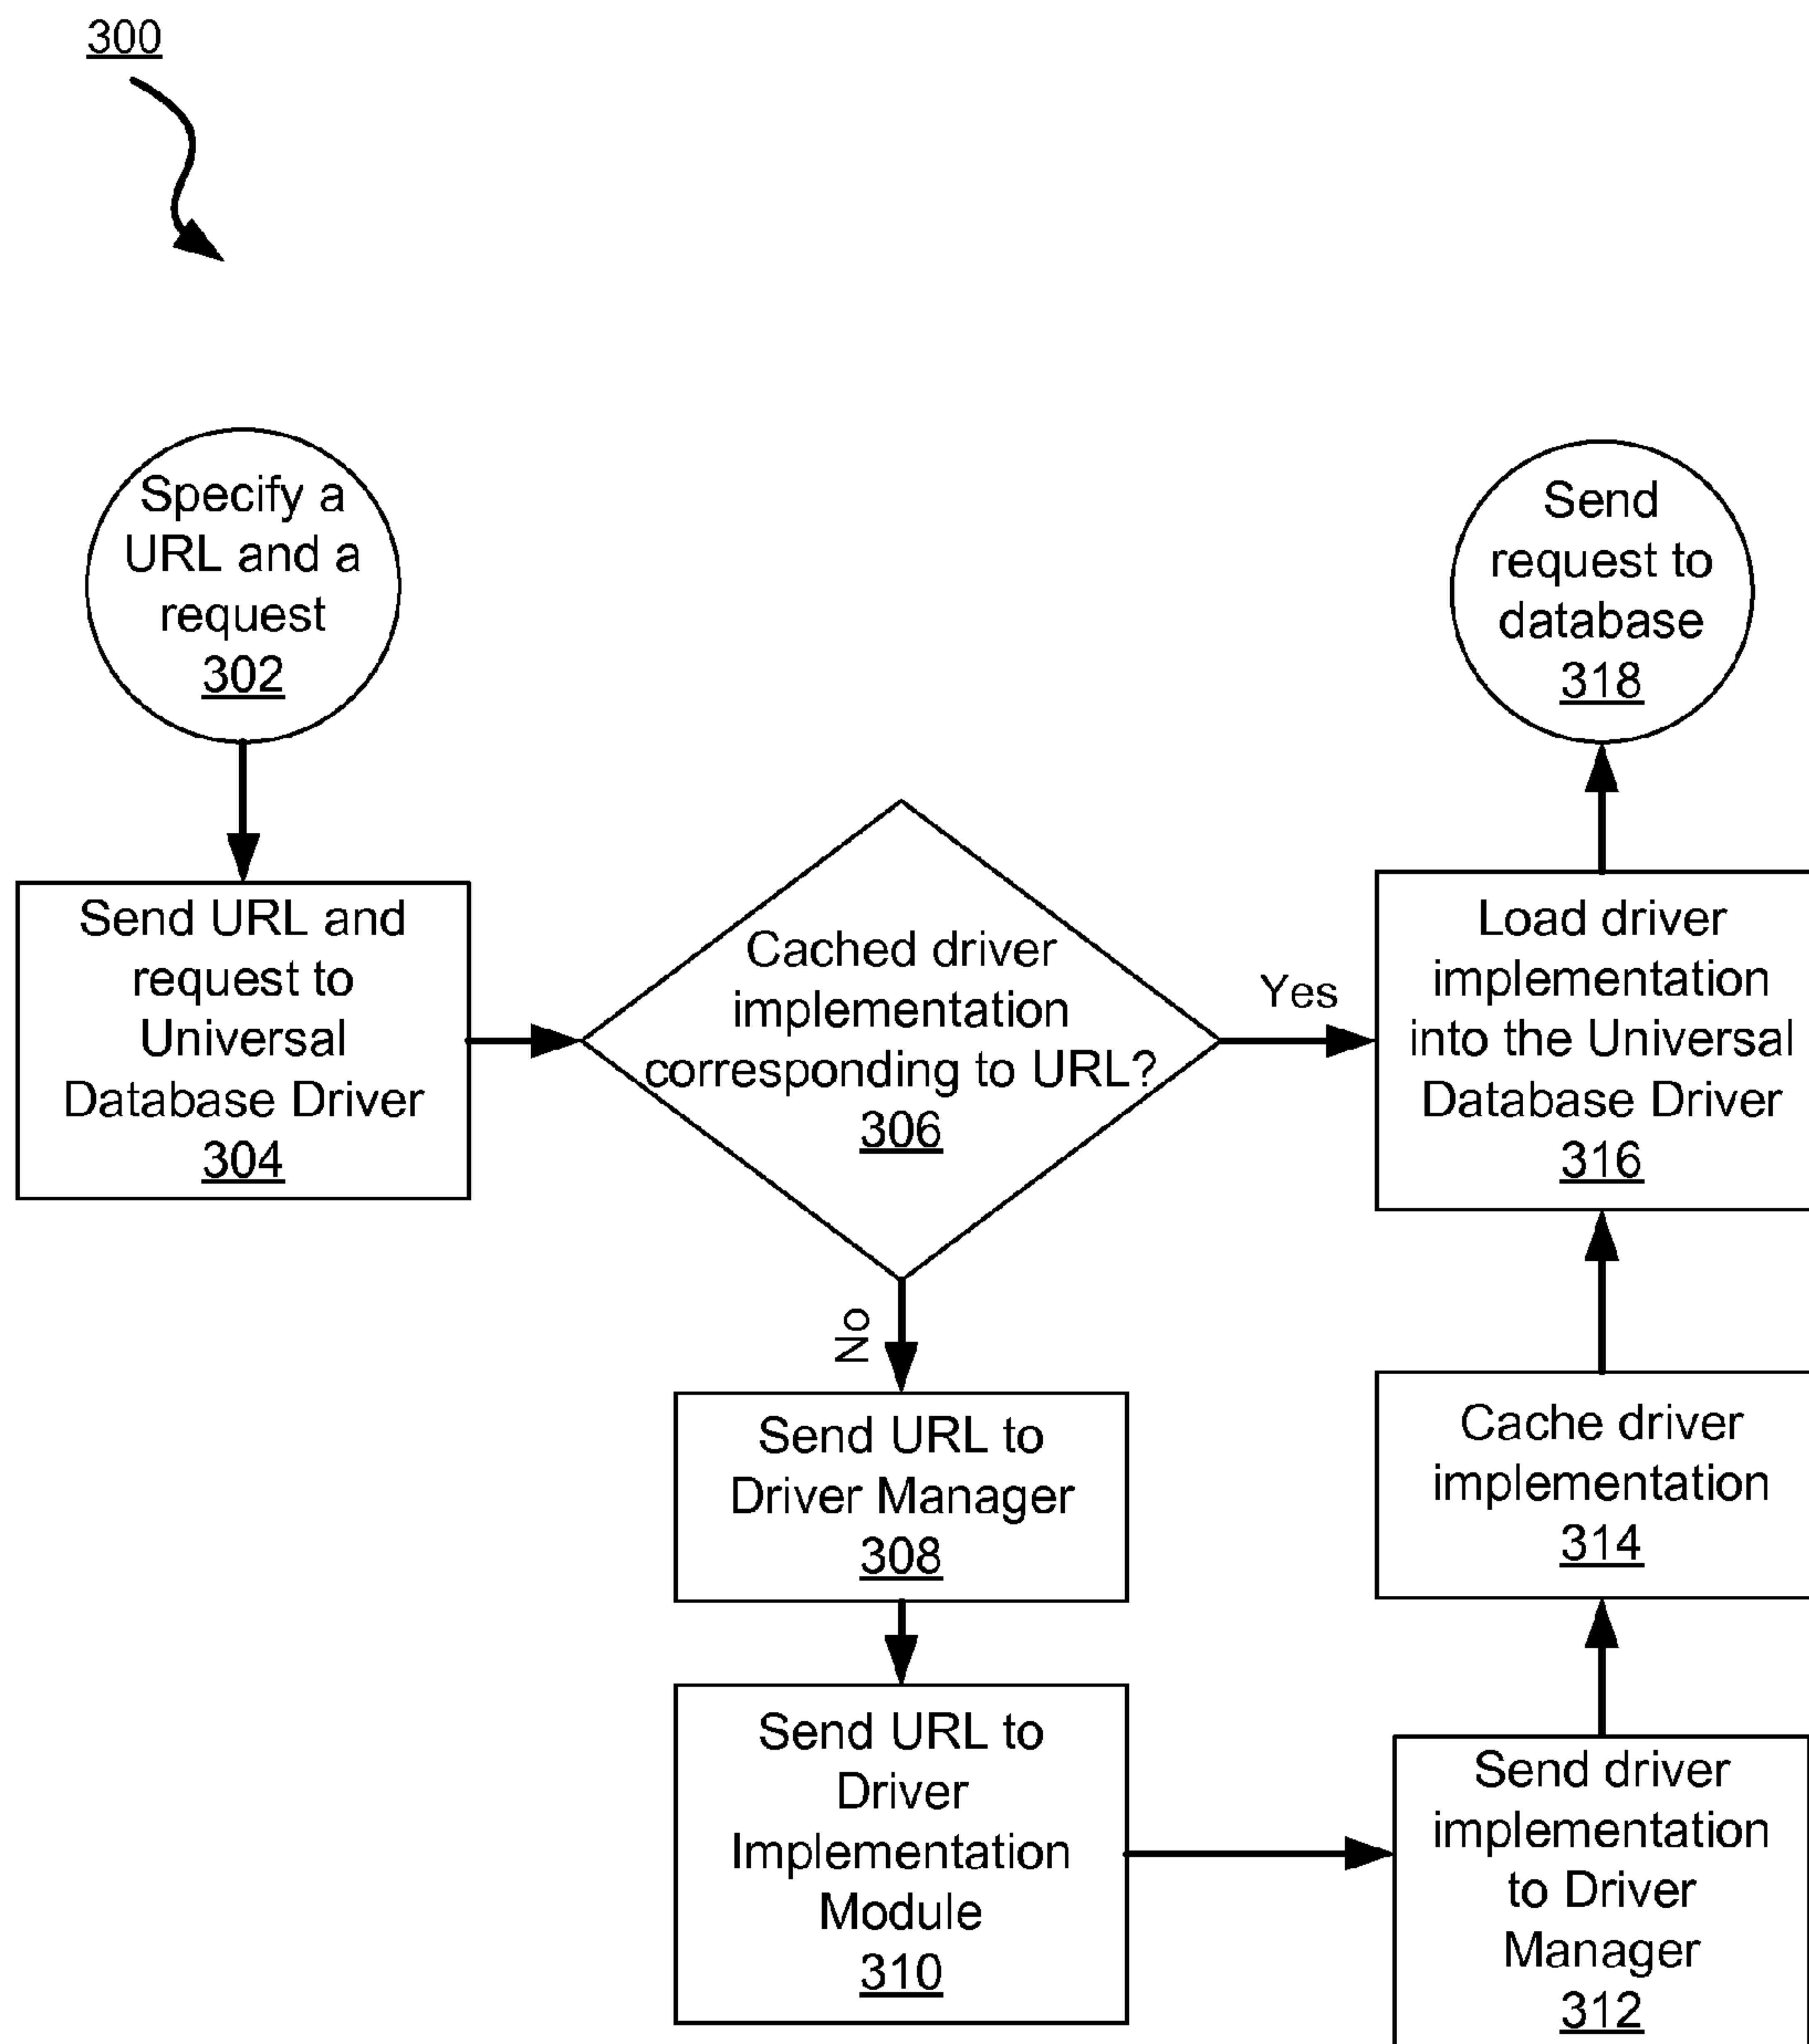 300
Specify a
URL and a
request
302
Send URL and
request to
Universal
Database Driver
304
Cached driver
implementation
corresponding to URL?
306
Yes
No
Send URL to
Driver Manager
308
Send URL to
Driver
Implementation
Module
310
Send driver
implementation
to Driver
Manager
312
Cache driver
implementation
314
Load driver
implementation
into the Universal
Database Driver
316
Send
request to
database
318